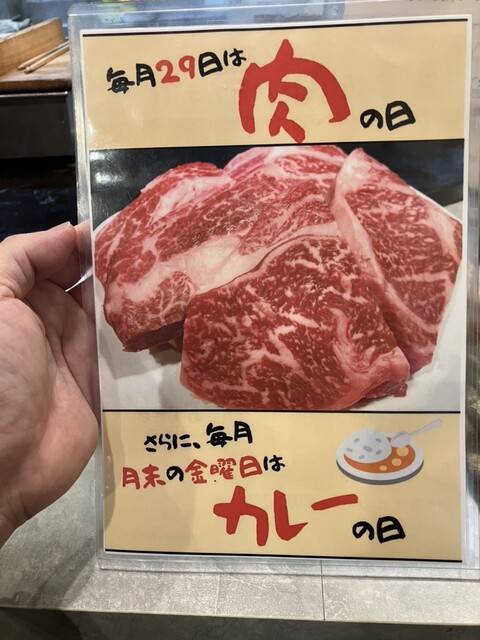 毎月29日は
肉の日
さらに、毎月
月末の金曜日は
カレーの日